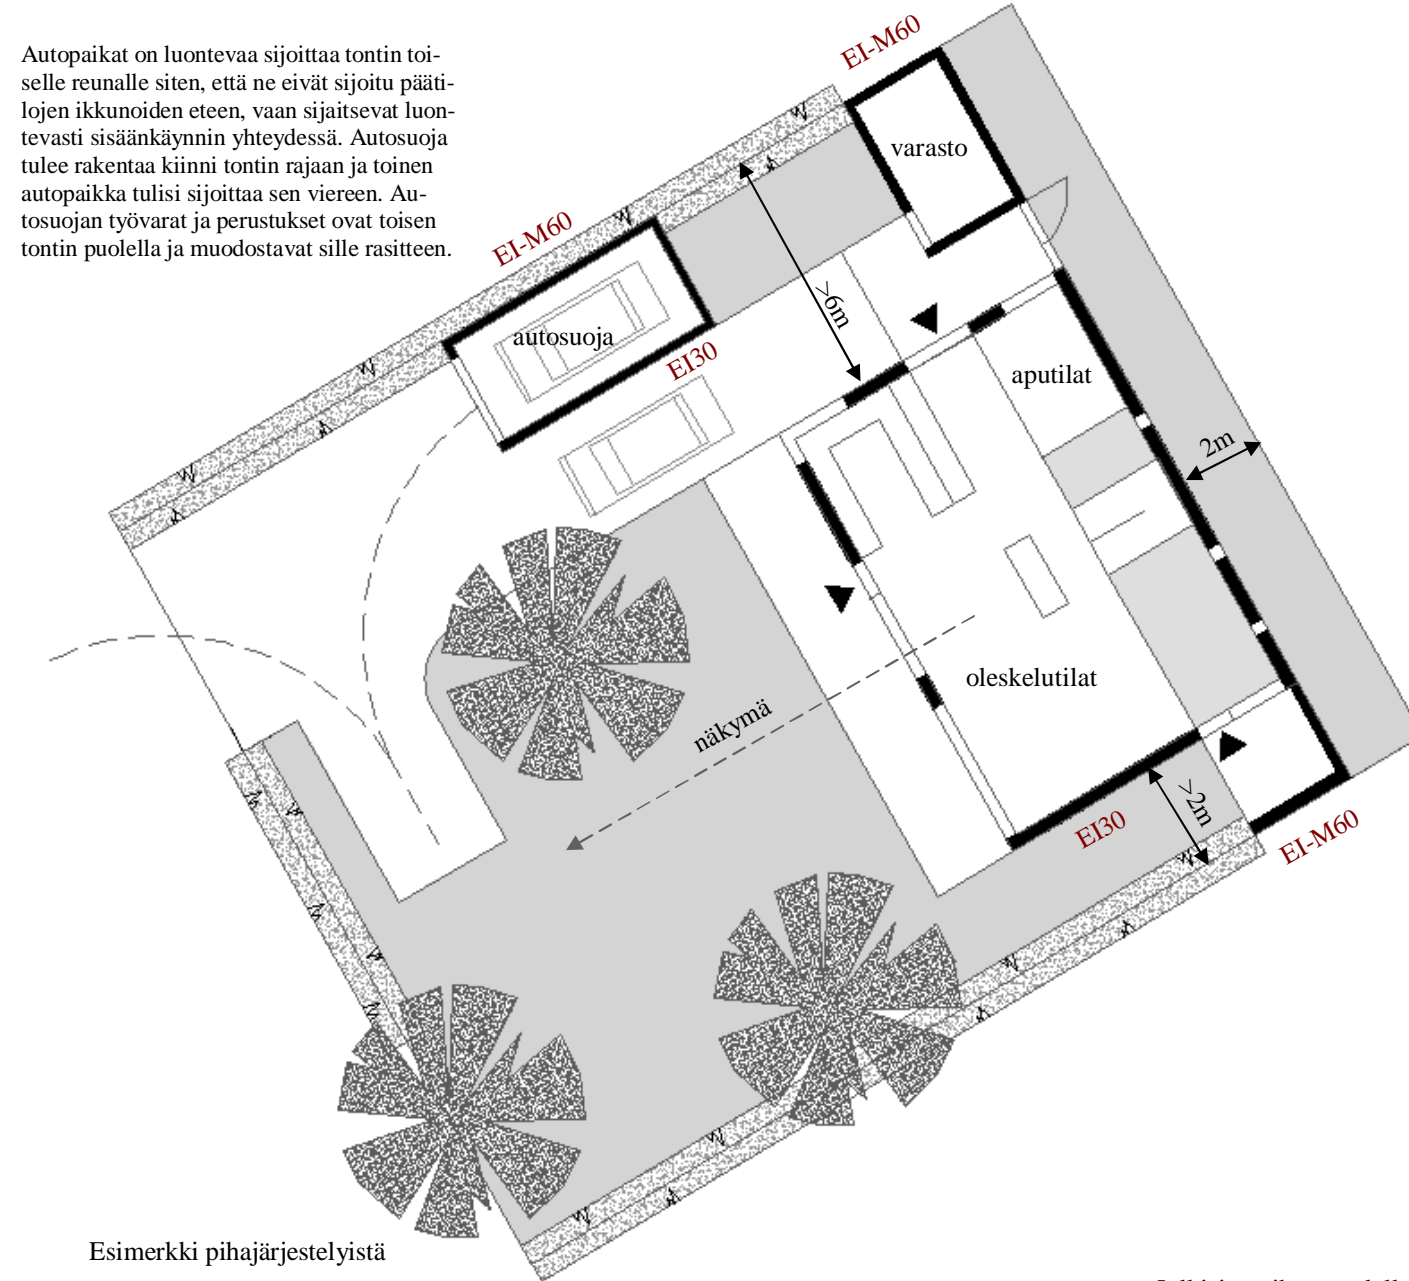 Autopaikat on luontevaa sijoittaa tontin toi-
selle reunalle siten, että ne eivät sijoitu pääti-
lojen ikkunoiden eteen, vaan sijaitsevat luon-
tevasti sisäänkäynnin yhteydessä. Autosuoja
tulee rakentaa kiinni tontin rajaan ja toinen
autopaikka tulisi sijoittaa sen viereen. Au-
tosuojan työvarat ja perustukset ovat toisen
tontin puolella ja muodostavat sille rasitteen.
EI-M60
varasto
EI-M60
>6m
autosuoja
EI30
aputilat
2m
oleskelutilat
näkymä
>2m
EI30
EI-M60
Esimerkki pihajärjestelyistä